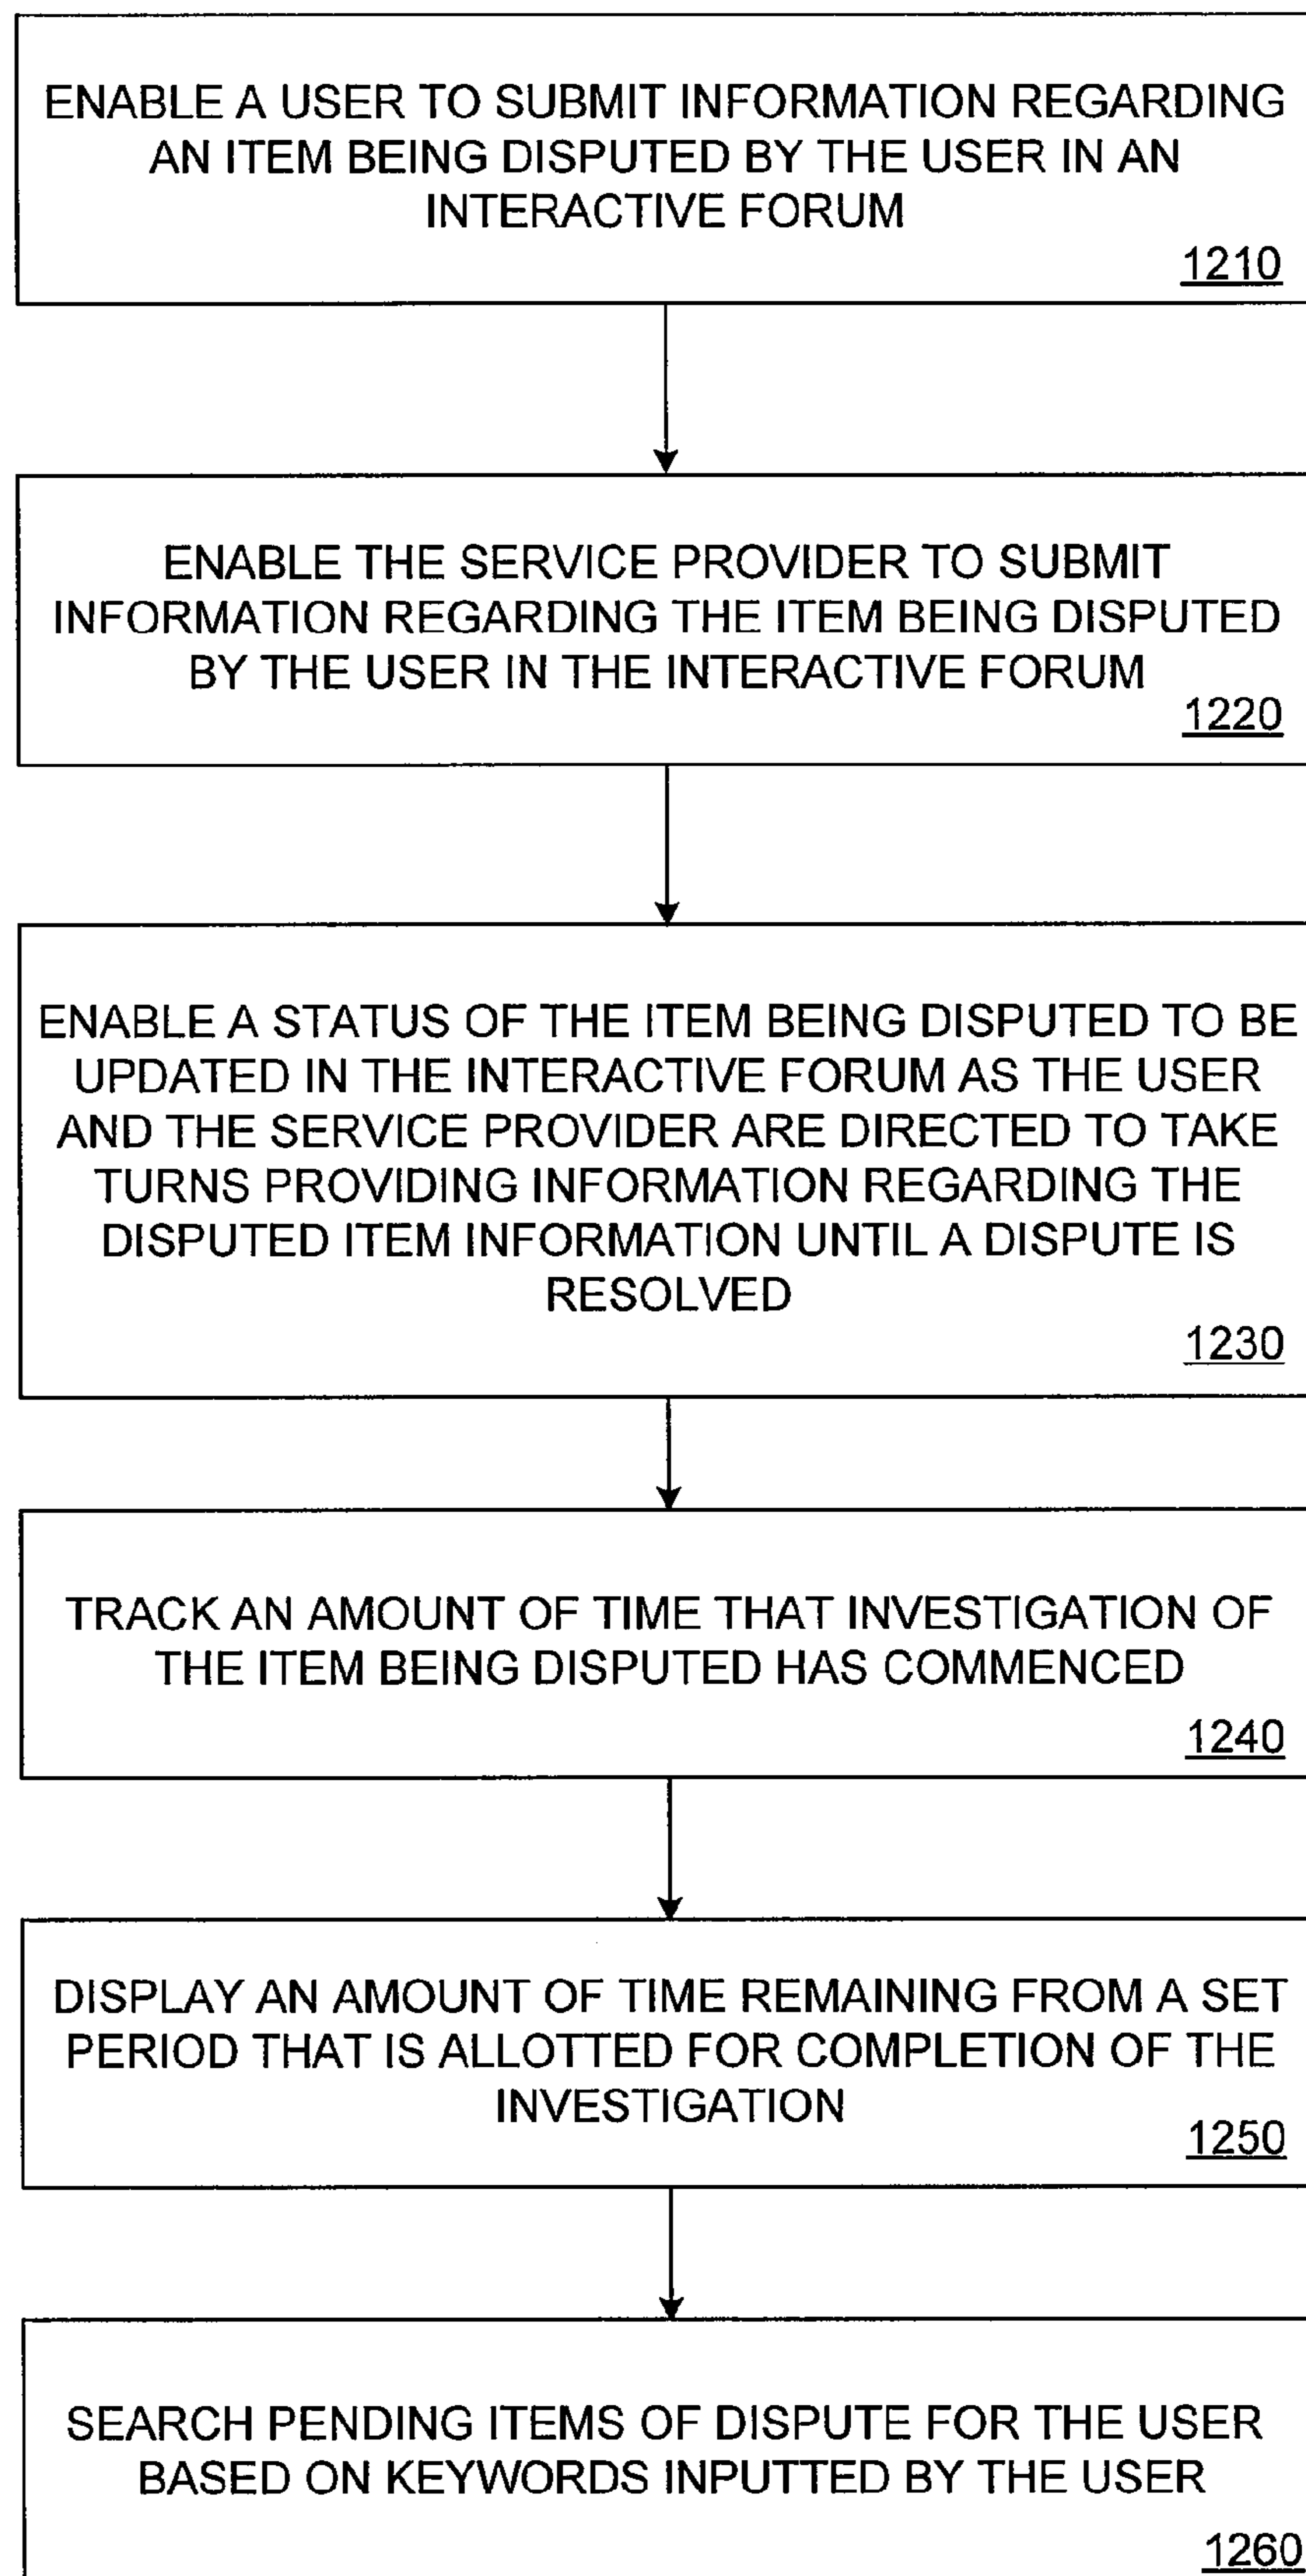 ENABLE A USER TO SUBMIT INFORMATION REGARDING
AN ITEM BEING DISPUTED BY THE USER IN AN
INTERACTIVE FORUM
1210
ENABLE THE SERVICE PROVIDER TO SUBMIT
INFORMATION REGARDING THE ITEM BEING DISPUTED
BY THE USER IN THE INTERACTIVE FORUM
1220
ENABLE A STATUS OF THE ITEM BEING DISPUTED TO BE
UPDATED IN THE INTERACTIVE FORUM AS THE USER
AND THE SERVICE PROVIDER ARE DIRECTED TO TAKE
TURNS PROVIDING INFORMATION REGARDING THE
DISPUTED ITEM INFORMATION UNTIL A DISPUTE IS
RESOLVED
1230
TRACK AN AMOUNT OF TIME THAT INVESTIGATION OF
THE ITEM BEING DISPUTED HAS COMMENCED
1240
DISPLAY AN AMOUNT OF TIME REMAINING FROM A SET
PERIOD THAT IS ALLOTTED FOR COMPLETION OF THE
INVESTIGATION
1250
SEARCH PENDING ITEMS OF DISPUTE FOR THE USER
BASED ON KEYWORDS INPUTTED BY THE USER
1260